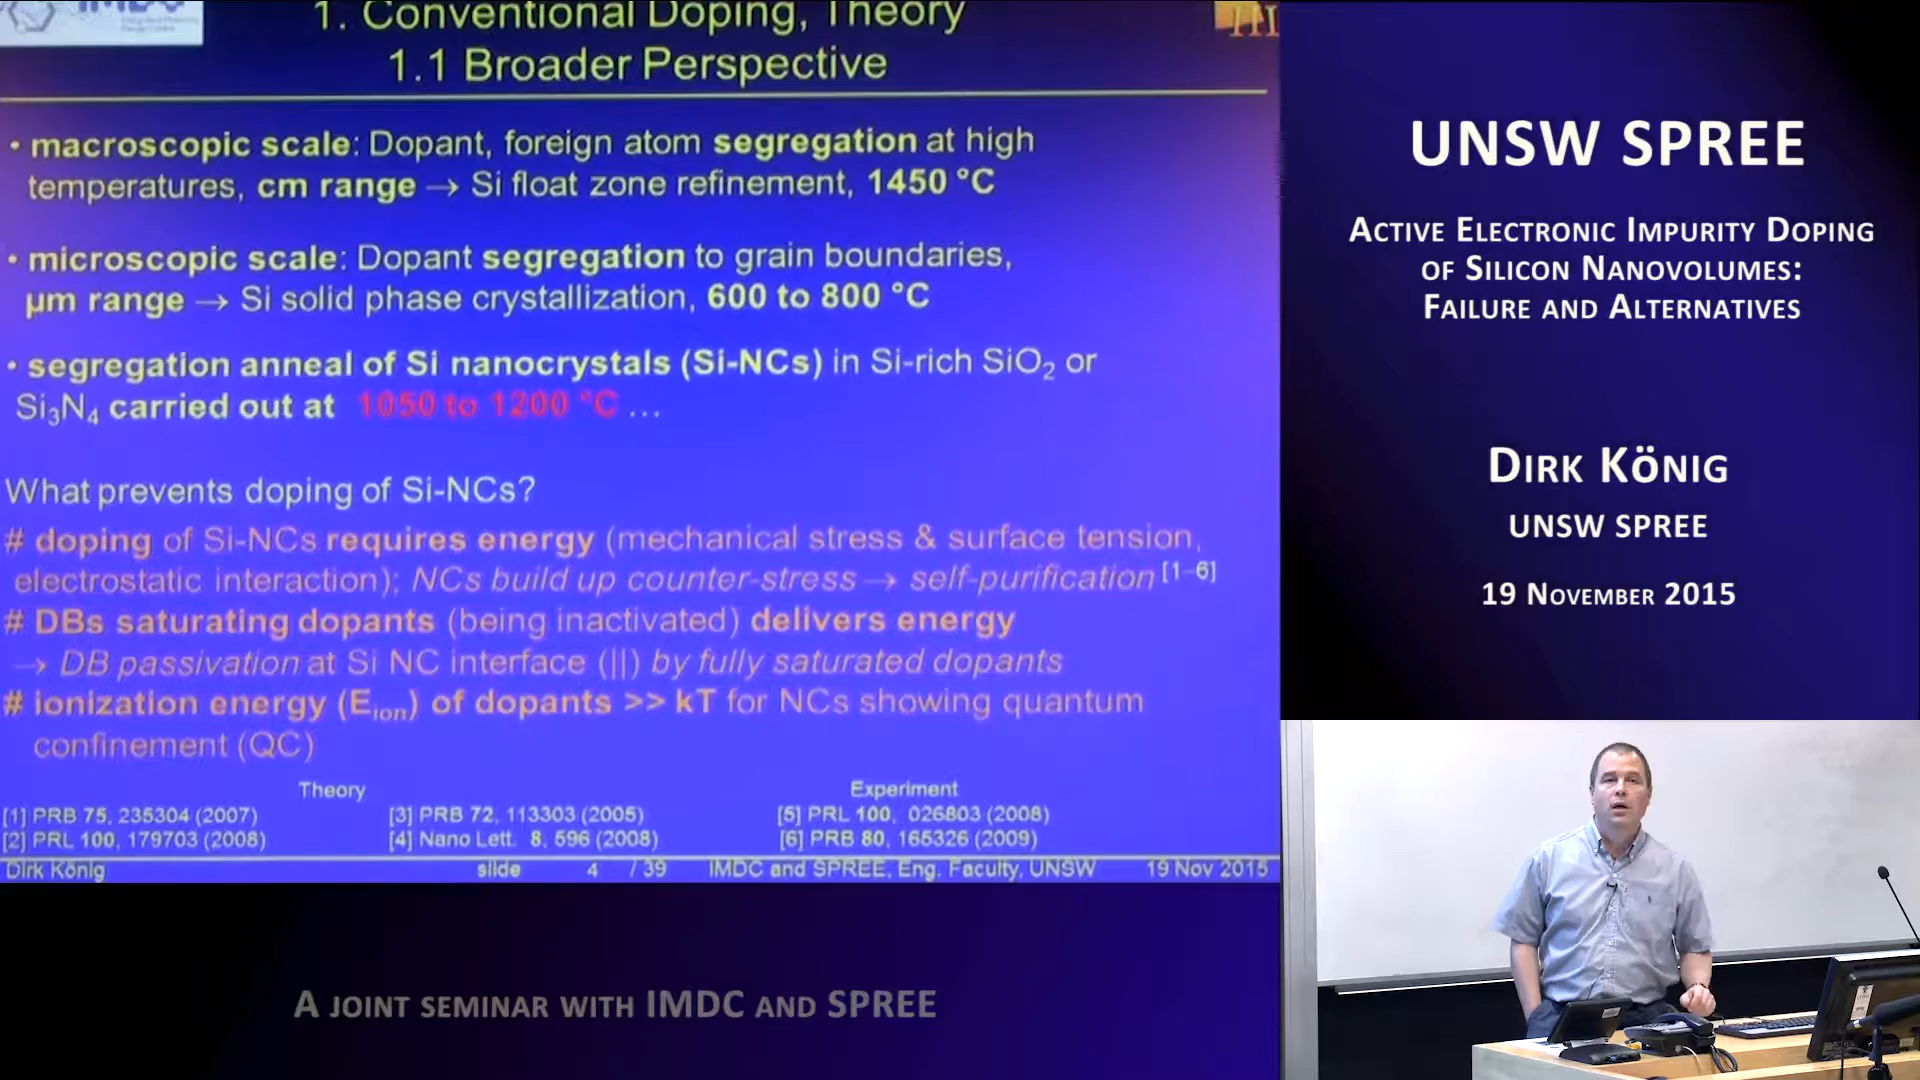 1. Conventional Doping, Theory
1.1 Broader Perspective
• macroscopic scale: Dopant, foreign atom segregation at high
temperatures, cm range → Si float zone refinement, 1450 °C
• microscopic scale: Dopant segregation to grain boundaries,
µm range → Si solid phase crystallization, 600 to 800 °C
• segregation anneal of Si nanocrystals (Si-NCs) in Si-rich SiO₂ or
Si₃N₄ carried out at 1050 to 1200 °C ...
What prevents doping of Si-NCs?
# doping of Si-NCs requires energy (mechanical stress & surface tension,
electrostatic interaction); NCs build up counter-stress → self-purification [1–6]
# DBs saturating dopants (being inactivated) delivers energy
→ DB passivation at Si NC interface (||) by fully saturated dopants
# ionization energy (Eion) of dopants >> kT for NCs showing quantum
confinement (QC)
Theory Experiment
[1] PRB 75, 235304 (2007) [3] PRB 72, 113303 (2005) [5] PRL 100, 026803 (2008)
[2] PRL 100, 179703 (2008) [4] Nano Lett. 8, 596 (2008) [6] PRB 80, 165326 (2009)
Dirk König slide 4 / 39 IMDC and SPREE, Eng. Faculty, UNSW 19 Nov 2015
UNSW SPREE
Active Electronic Impurity Doping
of Silicon Nanovolumes:
Failure and Alternatives
Dirk König
UNSW SPREE
19 November 2015
A joint seminar with IMDC and SPREE